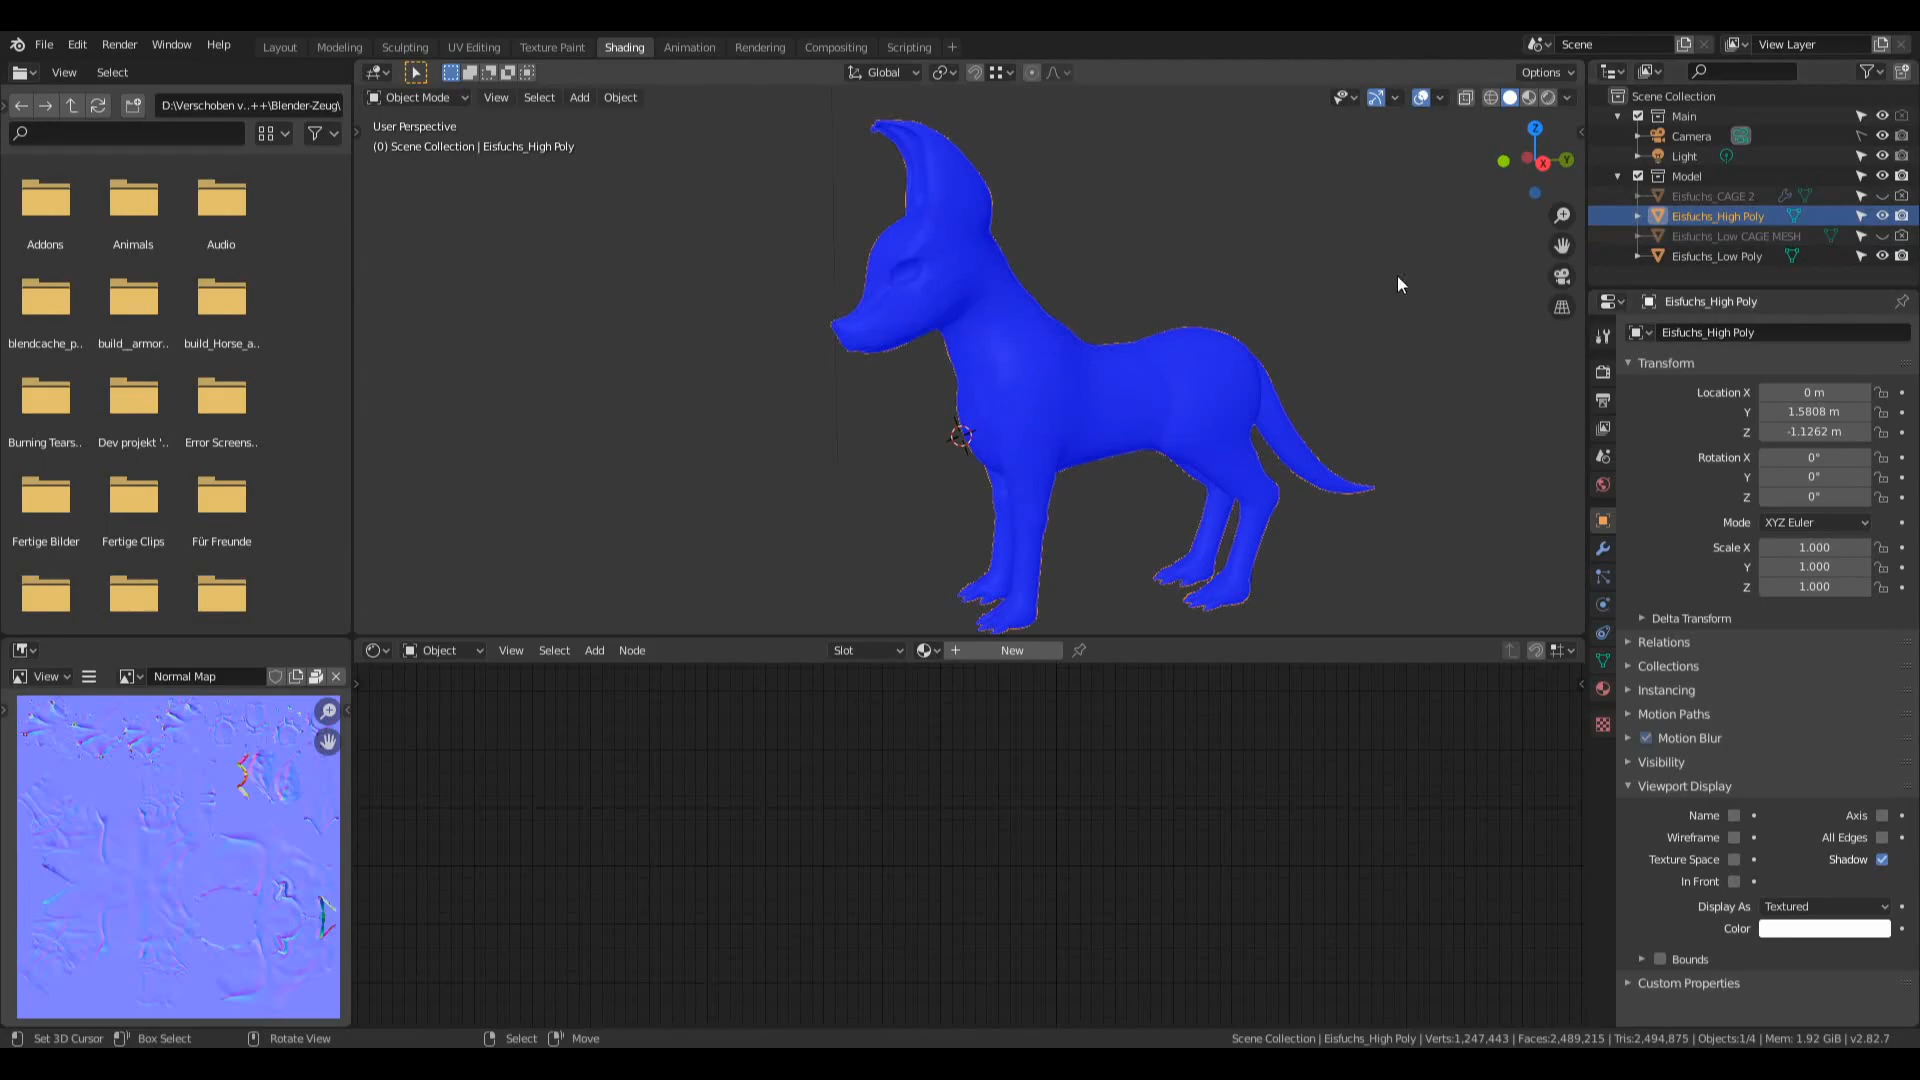 File Edit Render Window Help
Layout Modeling Sculpting UV Editing Texture Paint Shading Animation Rendering Compositing Scripting +
Scene
View Layer
View Select
Global
Options
D:\Verschoben v..++\Blender-Zeug\
Object Mode View Select Add Object
User Perspective
(0) Scene Collection | Eisfuchs_High Poly
Z
X
Y
Addons Animals Audio
blendcache_p.. build__armor.. build_Horse_a..
Burning Tears.. Dev projekt '.. Error Screens..
Fertige Bilder Fertige Clips Für Freunde
Scene Collection
Main
Camera
Light
Model
Eisfuchs_CAGE 2
Eisfuchs_High Poly
Eisfuchs_Low CAGE MESH
Eisfuchs_Low Poly
Eisfuchs_High Poly
Eisfuchs_High Poly
Transform
Location X 0 m
Y 1.5808 m
Z -1.1262 m
Rotation X 0°
Y 0°
Z 0°
Mode XYZ Euler
Scale X 1.000
Y 1.000
Z 1.000
Delta Transform
Relations
Collections
Instancing
Motion Paths
Motion Blur
Visibility
Viewport Display
Name Axis
Wireframe All Edges
Texture Space Shadow
In Front
Display As Textured
Color
Bounds
Custom Properties
Object View Select Add Node Slot + New
View Normal Map
Set 3D Cursor Box Select Rotate View Select Move
Scene Collection | Eisfuchs_High Poly | Verts:1,247,443 | Faces:2,489,215 | Tris:2,494,875 | Objects:1/4 | Mem: 1.92 GiB | v2.82.7